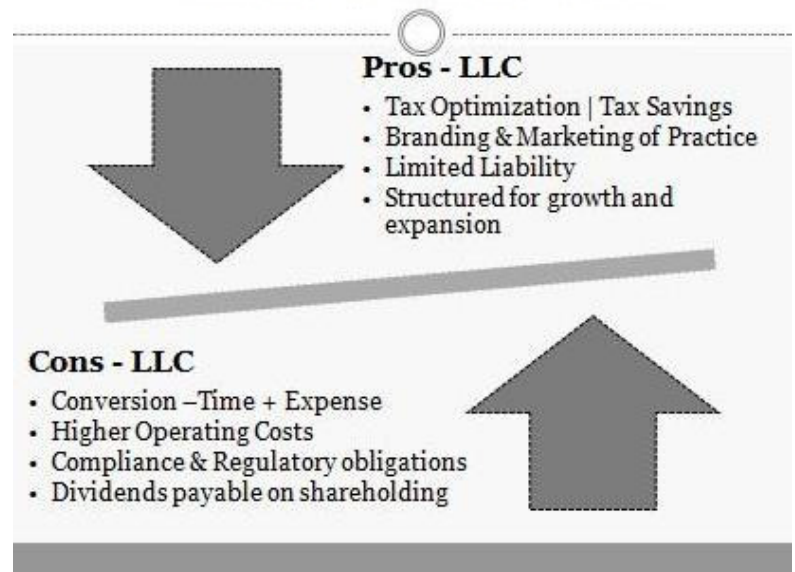 Pros - LLC
• Tax Optimization | Tax Savings
• Branding & Marketing of Practice
• Limited Liability
• Structured for growth and
expansion
Cons - LLC
• Conversion –Time + Expense
• Higher Operating Costs
• Compliance & Regulatory obligations
• Dividends payable on shareholding